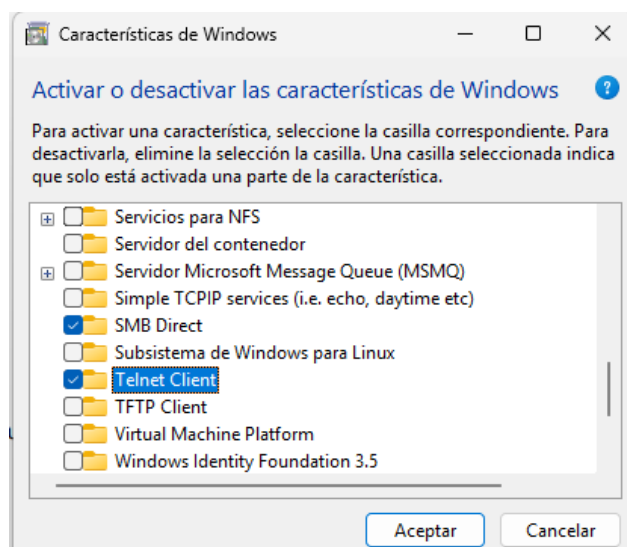 Características de Windows
Activar o desactivar las características de Windows
?
Para activar una característica, seleccione la casilla correspondiente. Para
desactivarla, elimine la selección la casilla. Una casilla seleccionada indica
que solo está activada una parte de la característica.
Servicios para NFS
Servidor del contenedor
Servidor Microsoft Message Queue (MSMQ)
Simple TCPIP services (i.e. echo, daytime etc)
SMB Direct
Subsistema de Windows para Linux
Telnet Client
TFTP Client
Virtual Machine Platform
Windows Identity Foundation 3.5
Aceptar Cancelar